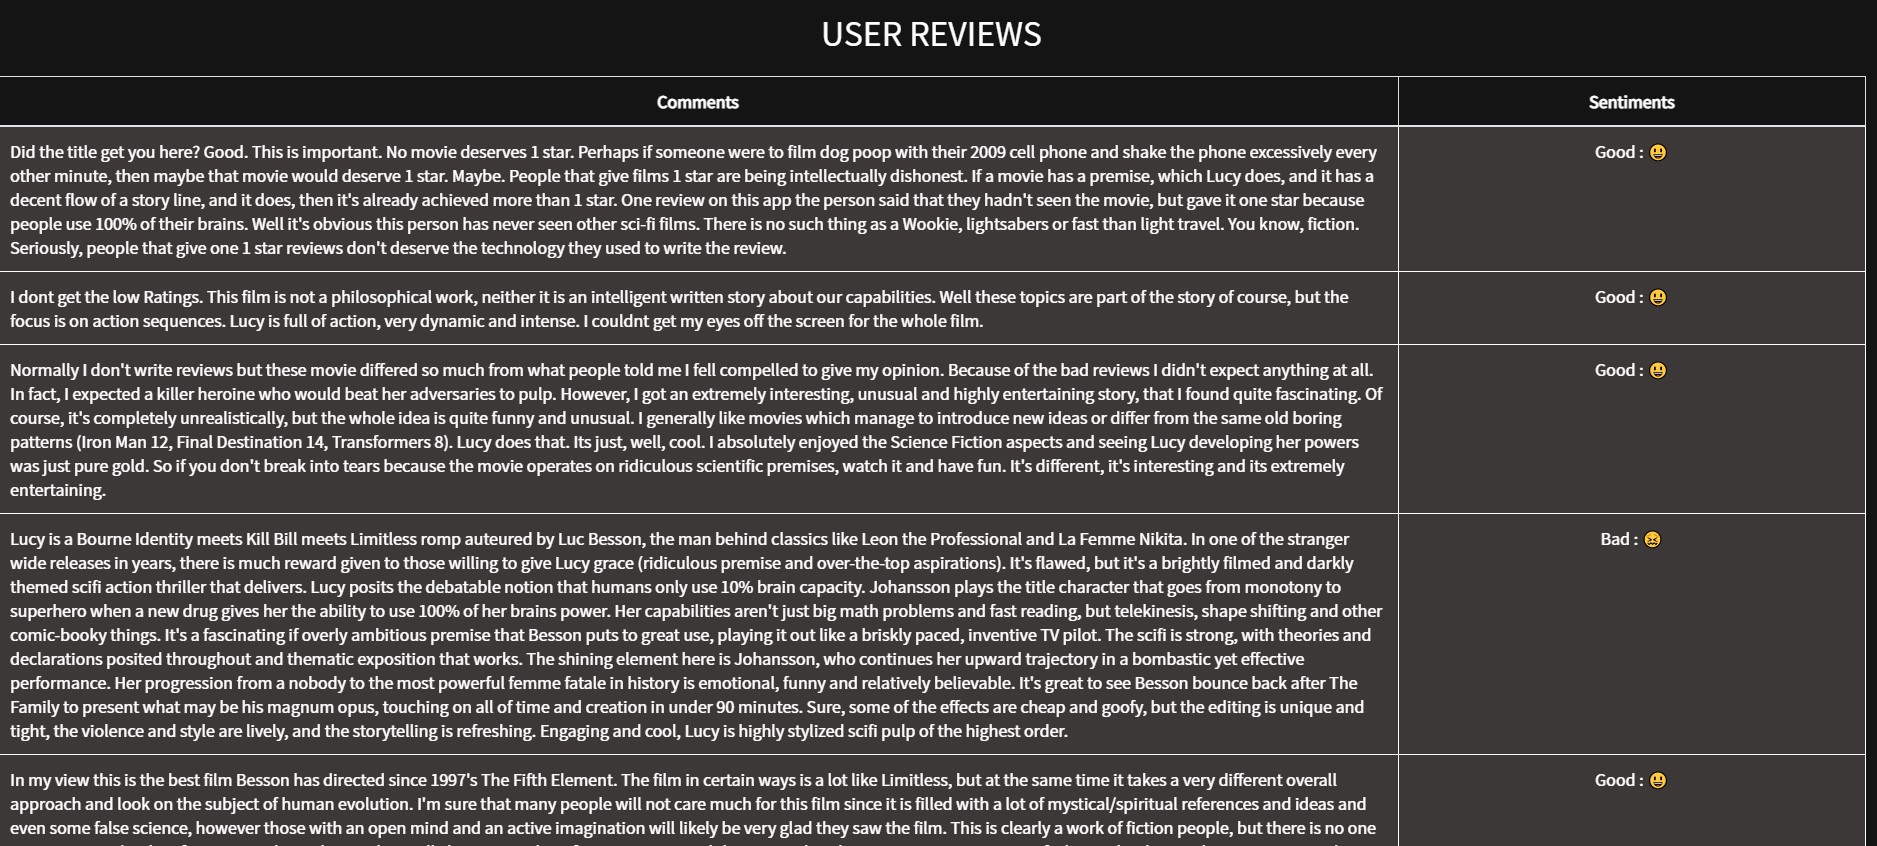 USER REVIEWS
Comments
Sentiments
Did the title get you here? Good. This is important. No movie deserves 1 star. Perhaps if someone were to film dog poop with their 2009 cell phone and shake the phone excessively every
other minute, then maybe that movie would deserve 1 star. Maybe. People that give films 1 star are being intellectually dishonest. If a movie has a premise, which Lucy does, and it has a
decent flow of a story line, and it does, then it's already achieved more than 1 star. One review on this app the person said that they hadn't seen the movie, but gave it one star because
people use 100% of their brains. Well it's obvious this person has never seen other sci-fi films. There is no such thing as a Wookie, lightsabers or fast than light travel. You know, fiction.
Seriously, people that give one 1 star reviews don't deserve the technology they used to write the review.
Good : 😃
I dont get the low Ratings. This film is not a philosophical work, neither it is an intelligent written story about our capabilities. Well these topics are part of the story of course, but the
focus is on action sequences. Lucy is full of action, very dynamic and intense. I couldnt get my eyes off the screen for the whole film.
Good : 😃
Normally I don't write reviews but these movie differed so much from what people told me I fell compelled to give my opinion. Because of the bad reviews I didn't expect anything at all.
In fact, I expected a killer heroine who would beat her adversaries to pulp. However, I got an extremely interesting, unusual and highly entertaining story, that I found quite fascinating. Of
course, it's completely unrealistically, but the whole idea is quite funny and unusual. I generally like movies which manage to introduce new ideas or differ from the same old boring
patterns (Iron Man 12, Final Destination 14, Transformers 8). Lucy does that. Its just, well, cool. I absolutely enjoyed the Science Fiction aspects and seeing Lucy developing her powers
was just pure gold. So if you don't break into tears because the movie operates on ridiculous scientific premises, watch it and have fun. It's different, it's interesting and its extremely
entertaining.
Good : 😃
Lucy is a Bourne Identity meets Kill Bill meets Limitless romp auteured by Luc Besson, the man behind classics like Leon the Professional and La Femme Nikita. In one of the stranger
wide releases in years, there is much reward given to those willing to give Lucy grace (ridiculous premise and over-the-top aspirations). It's flawed, but it's a brightly filmed and darkly
themed scifi action thriller that delivers. Lucy posits the debatable notion that humans only use 10% brain capacity. Johansson plays the title character that goes from monotony to
superhero when a new drug gives her the ability to use 100% of her brains power. Her capabilities aren't just big math problems and fast reading, but telekinesis, shape shifting and other
comic-booky things. It's a fascinating if overly ambitious premise that Besson puts to great use, playing it out like a briskly paced, inventive TV pilot. The scifi is strong, with theories and
declarations posited throughout and thematic exposition that works. The shining element here is Johansson, who continues her upward trajectory in a bombastic yet effective
performance. Her progression from a nobody to the most powerful femme fatale in history is emotional, funny and relatively believable. It's great to see Besson bounce back after The
Family to present what may be his magnum opus, touching on all of time and creation in under 90 minutes. Sure, some of the effects are cheap and goofy, but the editing is unique and
tight, the violence and style are lively, and the storytelling is refreshing. Engaging and cool, Lucy is highly stylized scifi pulp of the highest order.
Bad : 😖
In my view this is the best film Besson has directed since 1997's The Fifth Element. The film in certain ways is a lot like Limitless, but at the same time it takes a very different overall
approach and look on the subject of human evolution. I'm sure that many people will not care much for this film since it is filled with a lot of mystical/spiritual references and ideas and
even some false science, however those with an open mind and an active imagination will likely be very glad they saw the film. This is clearly a work of fiction people, but there is no one
Good : 😃